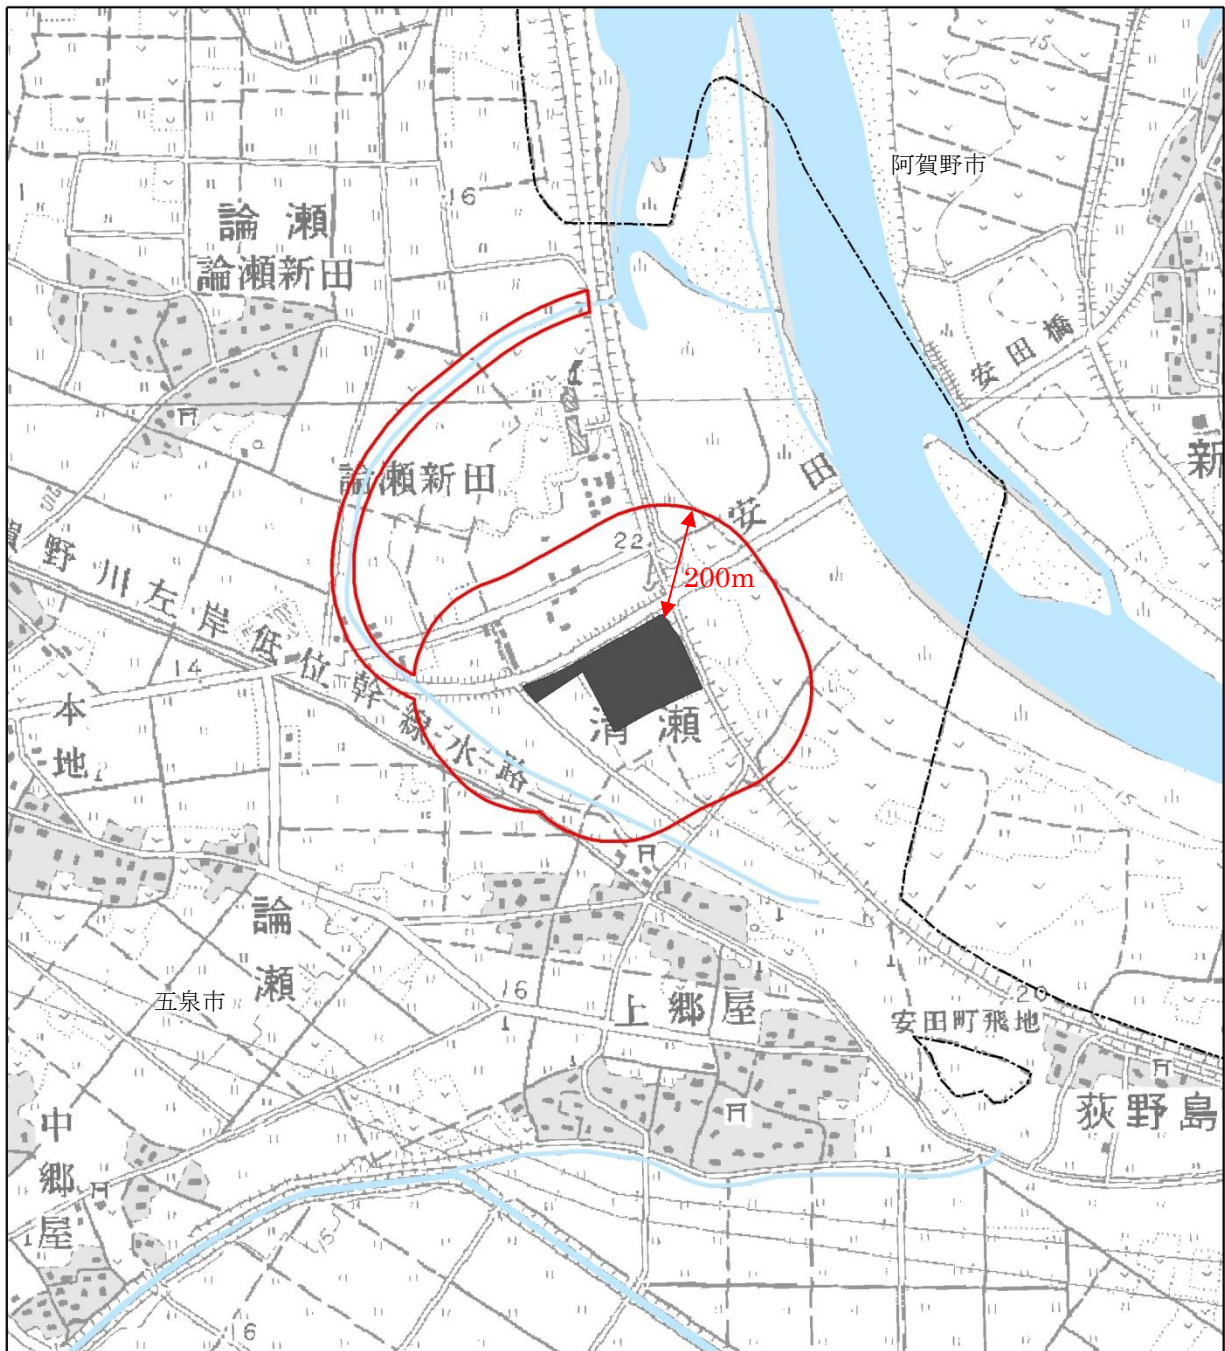 15
阿賀野市
16
論瀬
論瀬新田
安田橋
新
論瀬新田
安田
22
200m
野川左岸低位幹線水路
14
本地
清瀬
15
論瀬
五泉市
16
上郷屋
20
安田町飛地
荻野島
中郷屋
15
16